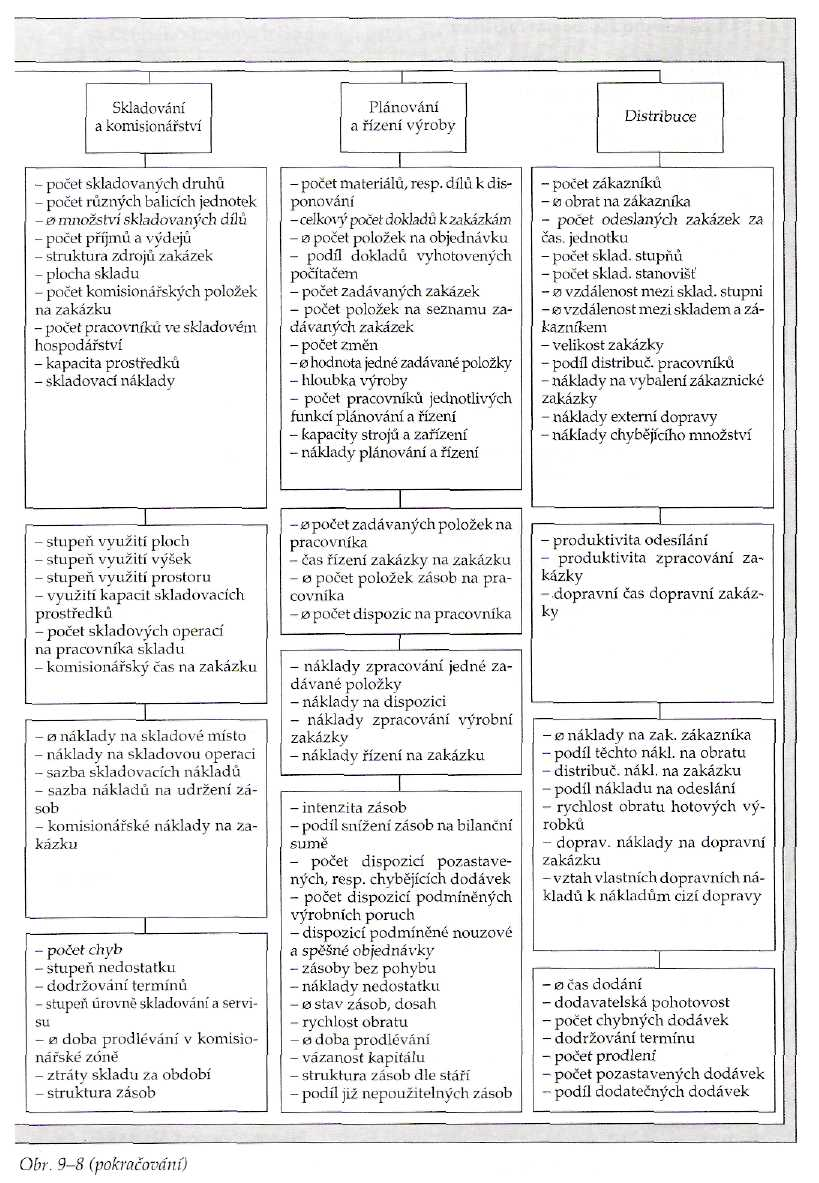 Skladování
a komisionářství
– počet skladovaných druhů
– počet různých balicích jednotek
– ø množství skladovaných dílů
– počet příjmů a výdejů
– struktura zdrojů zakázek
– plocha skladu
– počet komisionářských položek
na zakázku
– počet pracovníků ve skladovém
hospodářství
– kapacita prostředků
– skladovací náklady
– stupeň využití ploch
– stupeň využití výšek
– stupeň využití prostoru
– využití kapacit skladovacích
prostředků
– počet skladových operací
na pracovníka skladu
– komisionářský čas na zakázku
– ø náklady na skladové místo
– náklady na skladovou operaci
– sazba skladovacích nákladů
– sazba nákladů na udržení zá-
sob
– komisionářské náklady na za-
kázku
– počet chyb
– stupeň nedostatku
– dodržování termínů
– stupeň úrovně skladování a servi-
su
– ø doba prodlévání v komisio-
nářské zóně
– ztráty skladu za období
– struktura zásob
Plánování
a řízení výroby
– počet materiálů, resp. dílů k dis-
ponování
– celkový počet dokladů k zakázkám
– ø počet položek na objednávku
– podíl dokladů vyhotovených
počítačem
– počet zadávaných zakázek
– počet položek na seznamu za-
dávaných zakázek
– počet změn
– ø hodnota jedné zadávané položky
– hloubka výroby
– počet pracovníků jednotlivých
funkcí plánování a řízení
– kapacity strojů a zařízení
– náklady plánování a řízení
– ø počet zadávaných položek na
pracovníka
– čas řízení zakázky na zakázku
– ø počet položek zásob na pra-
covníka
– ø počet dispozic na pracovníka
– náklady zpracování jedné za-
dávané položky
– náklady na dispozici
– náklady zpracování výrobní
zakázky
– náklady řízení na zakázku
– intenzita zásob
– podíl snížení zásob na bilanční
sumě
– počet dispozicí pozastave-
ných, resp. chybějících dodávek
– počet dispozicí podmíněných
výrobních poruch
– dispozicí podmíněné nouzové
a spěšné objednávky
– zásoby bez pohybu
– náklady nedostatku
– ø stav zásob, dosah
– rychlost obratu
– ø doba prodlévání
– vázanost kapitálu
– struktura zásob dle stáří
– podíl již nepoužitelných zásob
Distribuce
– počet zákazníků
– ø obrat na zákazníka
– počet odeslaných zakázek za
čas. jednotku
– počet sklad. stupňů
– počet sklad. stanovišť
– ø vzdálenost mezi sklad. stupni
– ø vzdálenost mezi skladem a zá-
kazníkem
– velikost zakázky
– podíl distribuč. pracovníků
– náklady na vybalení zákaznické
zakázky
– náklady externí dopravy
– náklady chybějícího množství
– produktivita odesílání
– produktivita zpracování za-
kázky
– dopravní čas dopravní zakáz-
ky
– ø náklady na zak. zákazníka
– podíl těchto nákl. na obratu
– distribuč. nákl. na zakázku
– podíl nákladu na odeslání
– rychlost obratu hotových vý-
robků
– doprav. náklady na dopravní
zakázku
– vztah vlastních dopravních ná-
kladů k nákladům cizí dopravy
– ø čas dodání
– dodavatelská pohotovost
– počet chybných dodávek
– dodržování termínu
– počet prodlení
– počet pozastavených dodávek
– podíl dodatečných dodávek
Obr. 9–8 (pokračování)